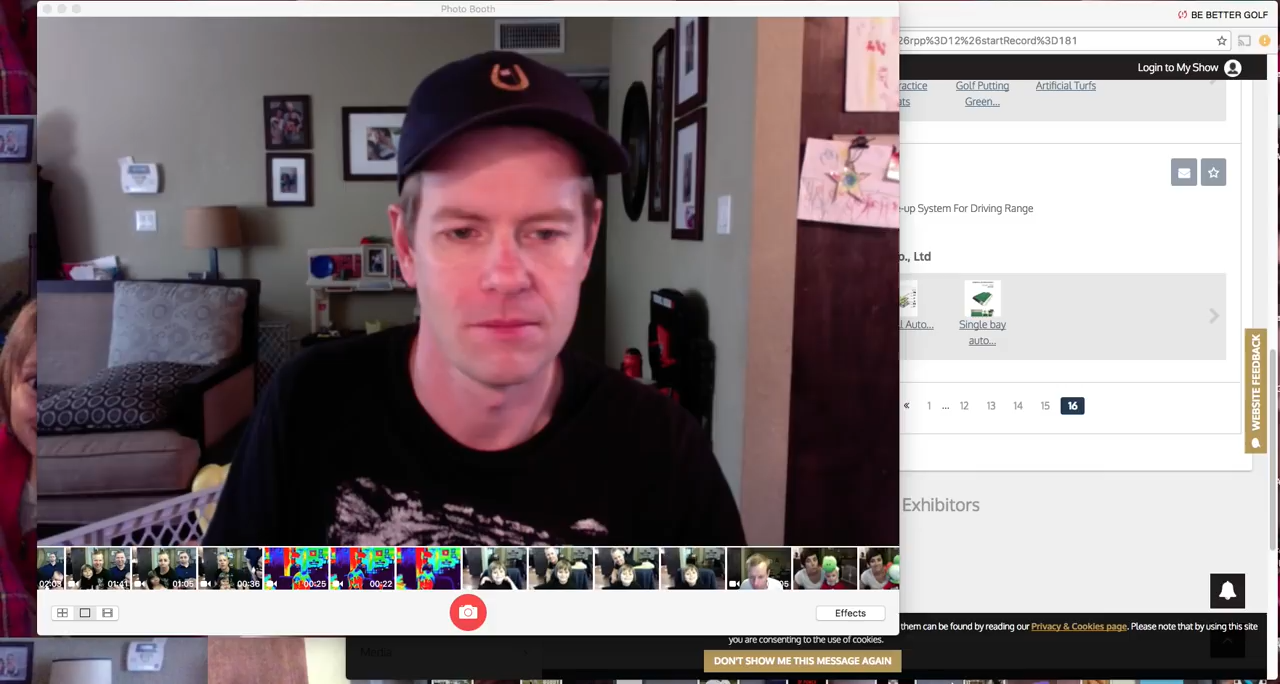 Photo Booth
BE BETTER GOLF
26rpp%3D12%26startRecord%3D181
Login to My Show
Golf Putting
Green...
Artificial Turfs
-up System For Driving Range
o., Ltd
Auto...
Single bay
auto...
« 1 ... 12 13 14 15 16
WEBSITE FEEDBACK
Exhibitors
02:03
01:41
01:05
00:36
00:25
00:22
Effects
them can be found by reading our Privacy & Cookies page. Please note that by using this site
you are consenting to the use of cookies.
Media
DON'T SHOW ME THIS MESSAGE AGAIN